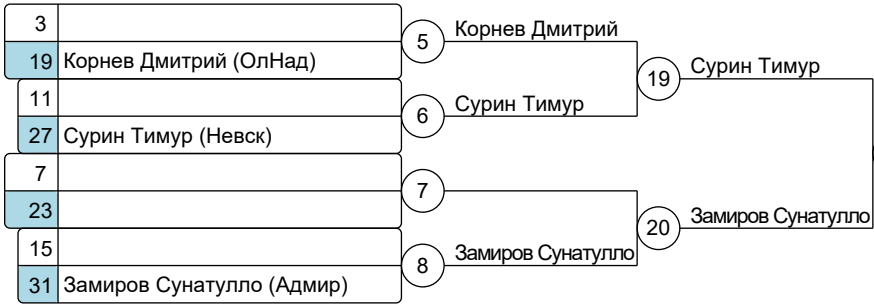 3
5
Корнев Дмитрий
19 Корнев Дмитрий (ОлНад)
19
Сурин Тимур
11
6
Сурин Тимур
27 Сурин Тимур (Невск)
7
7
23
20
Замиров Сунатулло
15
8
Замиров Сунатулло
31 Замиров Сунатулло (Адмир)